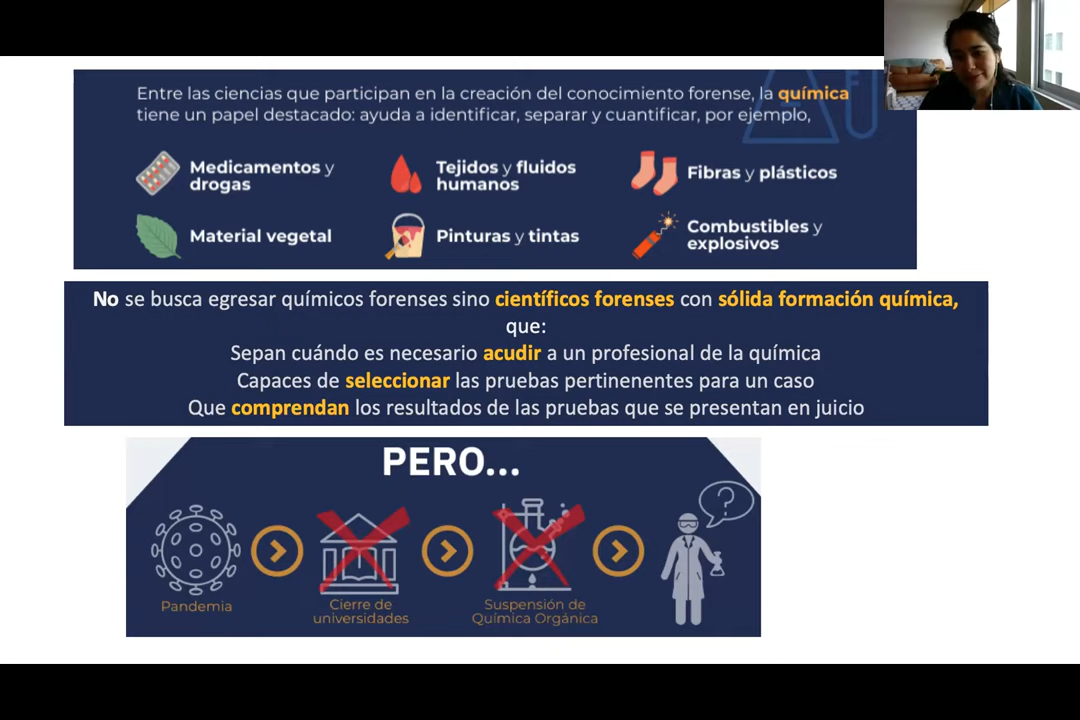 Entre las ciencias que participan en la creación del conocimiento forense, la química
tiene un papel destacado: ayuda a identificar, separar y cuantificar, por ejemplo,
Medicamentos y
drogas
Tejidos y fluidos
humanos
Fibras y plásticos
Material vegetal
Pinturas y tintas
Combustibles y
explosivos
No se busca egresar químicos forenses sino científicos forenses con sólida formación química,
que:
Sepan cuándo es necesario acudir a un profesional de la química
Capaces de seleccionar las pruebas pertinenentes para un caso
Que comprendan los resultados de las pruebas que se presentan en juicio
PERO...
?
Pandemia
Cierre de
universidades
Suspensión de
Química Orgánica